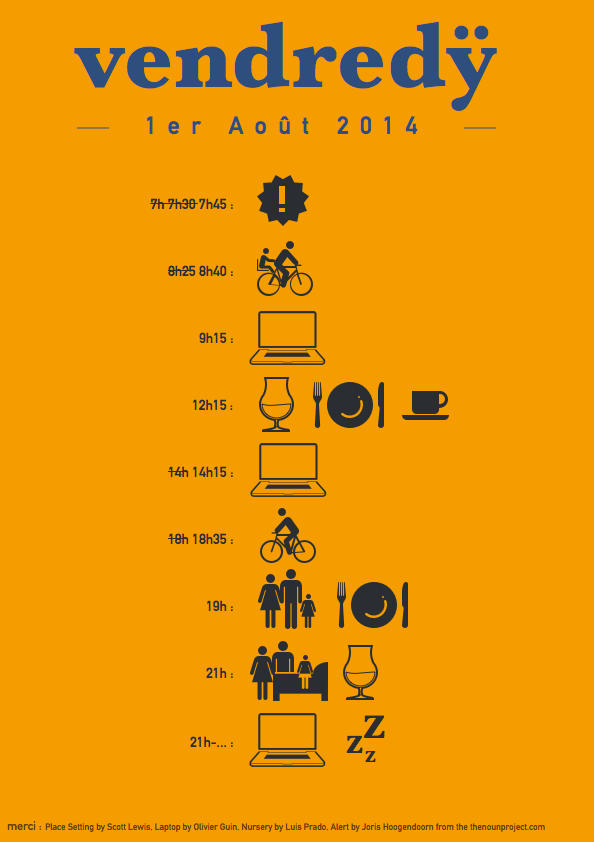 vendredÿ
1er Août 2014
7h 7h30 7h45 :
8h25 8h40 :
9h15 :
12h15 :
14h 14h15 :
18h 18h35 :
19h :
21h :
21h-... :
zZz
merci : Place Setting by Scott Lewis, Laptop by Olivier Guin, Nursery by Luis Prado, Alert by Joris Hoogendoorn from the thenounproject.com